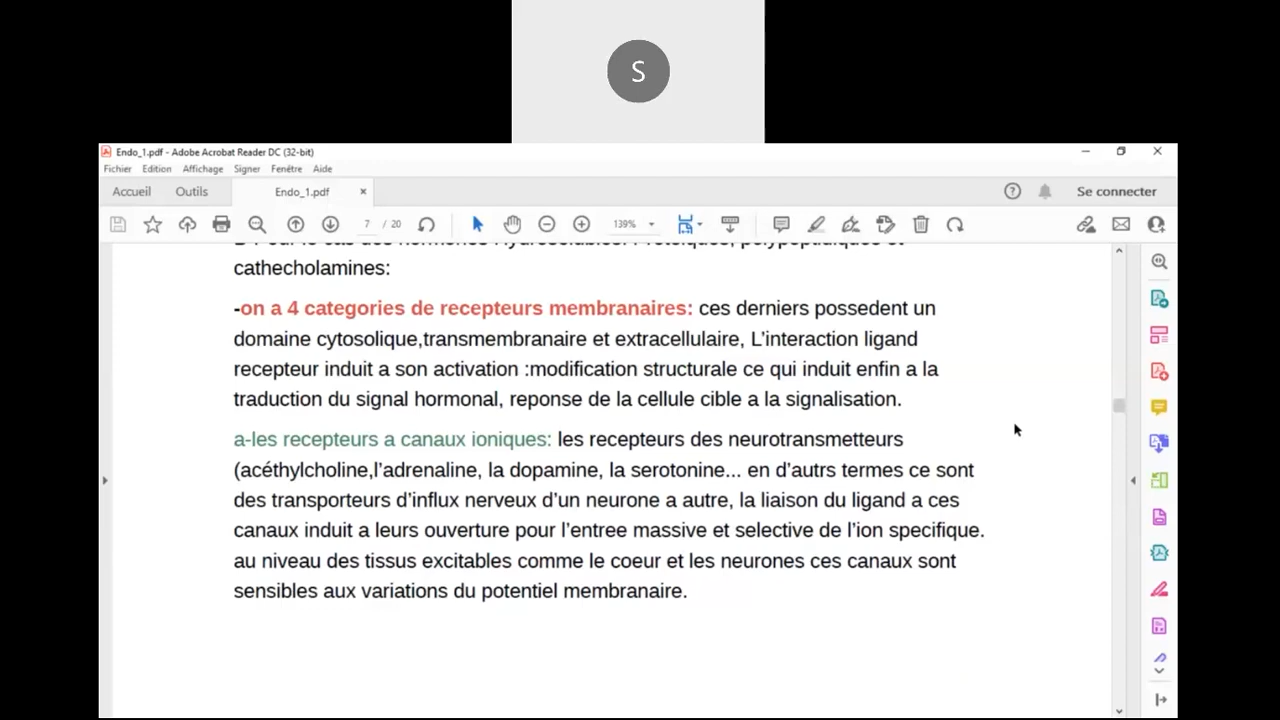 S
Endo_1.pdf - Adobe Acrobat Reader DC (32-bit)
Fichier Edition Affichage Signer Fenêtre Aide
Accueil Outils Endo_1.pdf × Se connecter
7 / 20 139%
cathecholamines:
-on a 4 categories de recepteurs membranaires: ces derniers possedent un
domaine cytosolique,transmembranaire et extracellulaire, L’interaction ligand
recepteur induit a son activation :modification structurale ce qui induit enfin a la
traduction du signal hormonal, reponse de la cellule cible a la signalisation.
a-les recepteurs a canaux ioniques: les recepteurs des neurotransmetteurs
(acéthylcholine,l’adrenaline, la dopamine, la serotonine... en d’autrs termes ce sont
des transporteurs d’influx nerveux d’un neurone a autre, la liaison du ligand a ces
canaux induit a leurs ouverture pour l’entree massive et selective de l’ion specifique.
au niveau des tissus excitables comme le coeur et les neurones ces canaux sont
sensibles aux variations du potentiel membranaire.